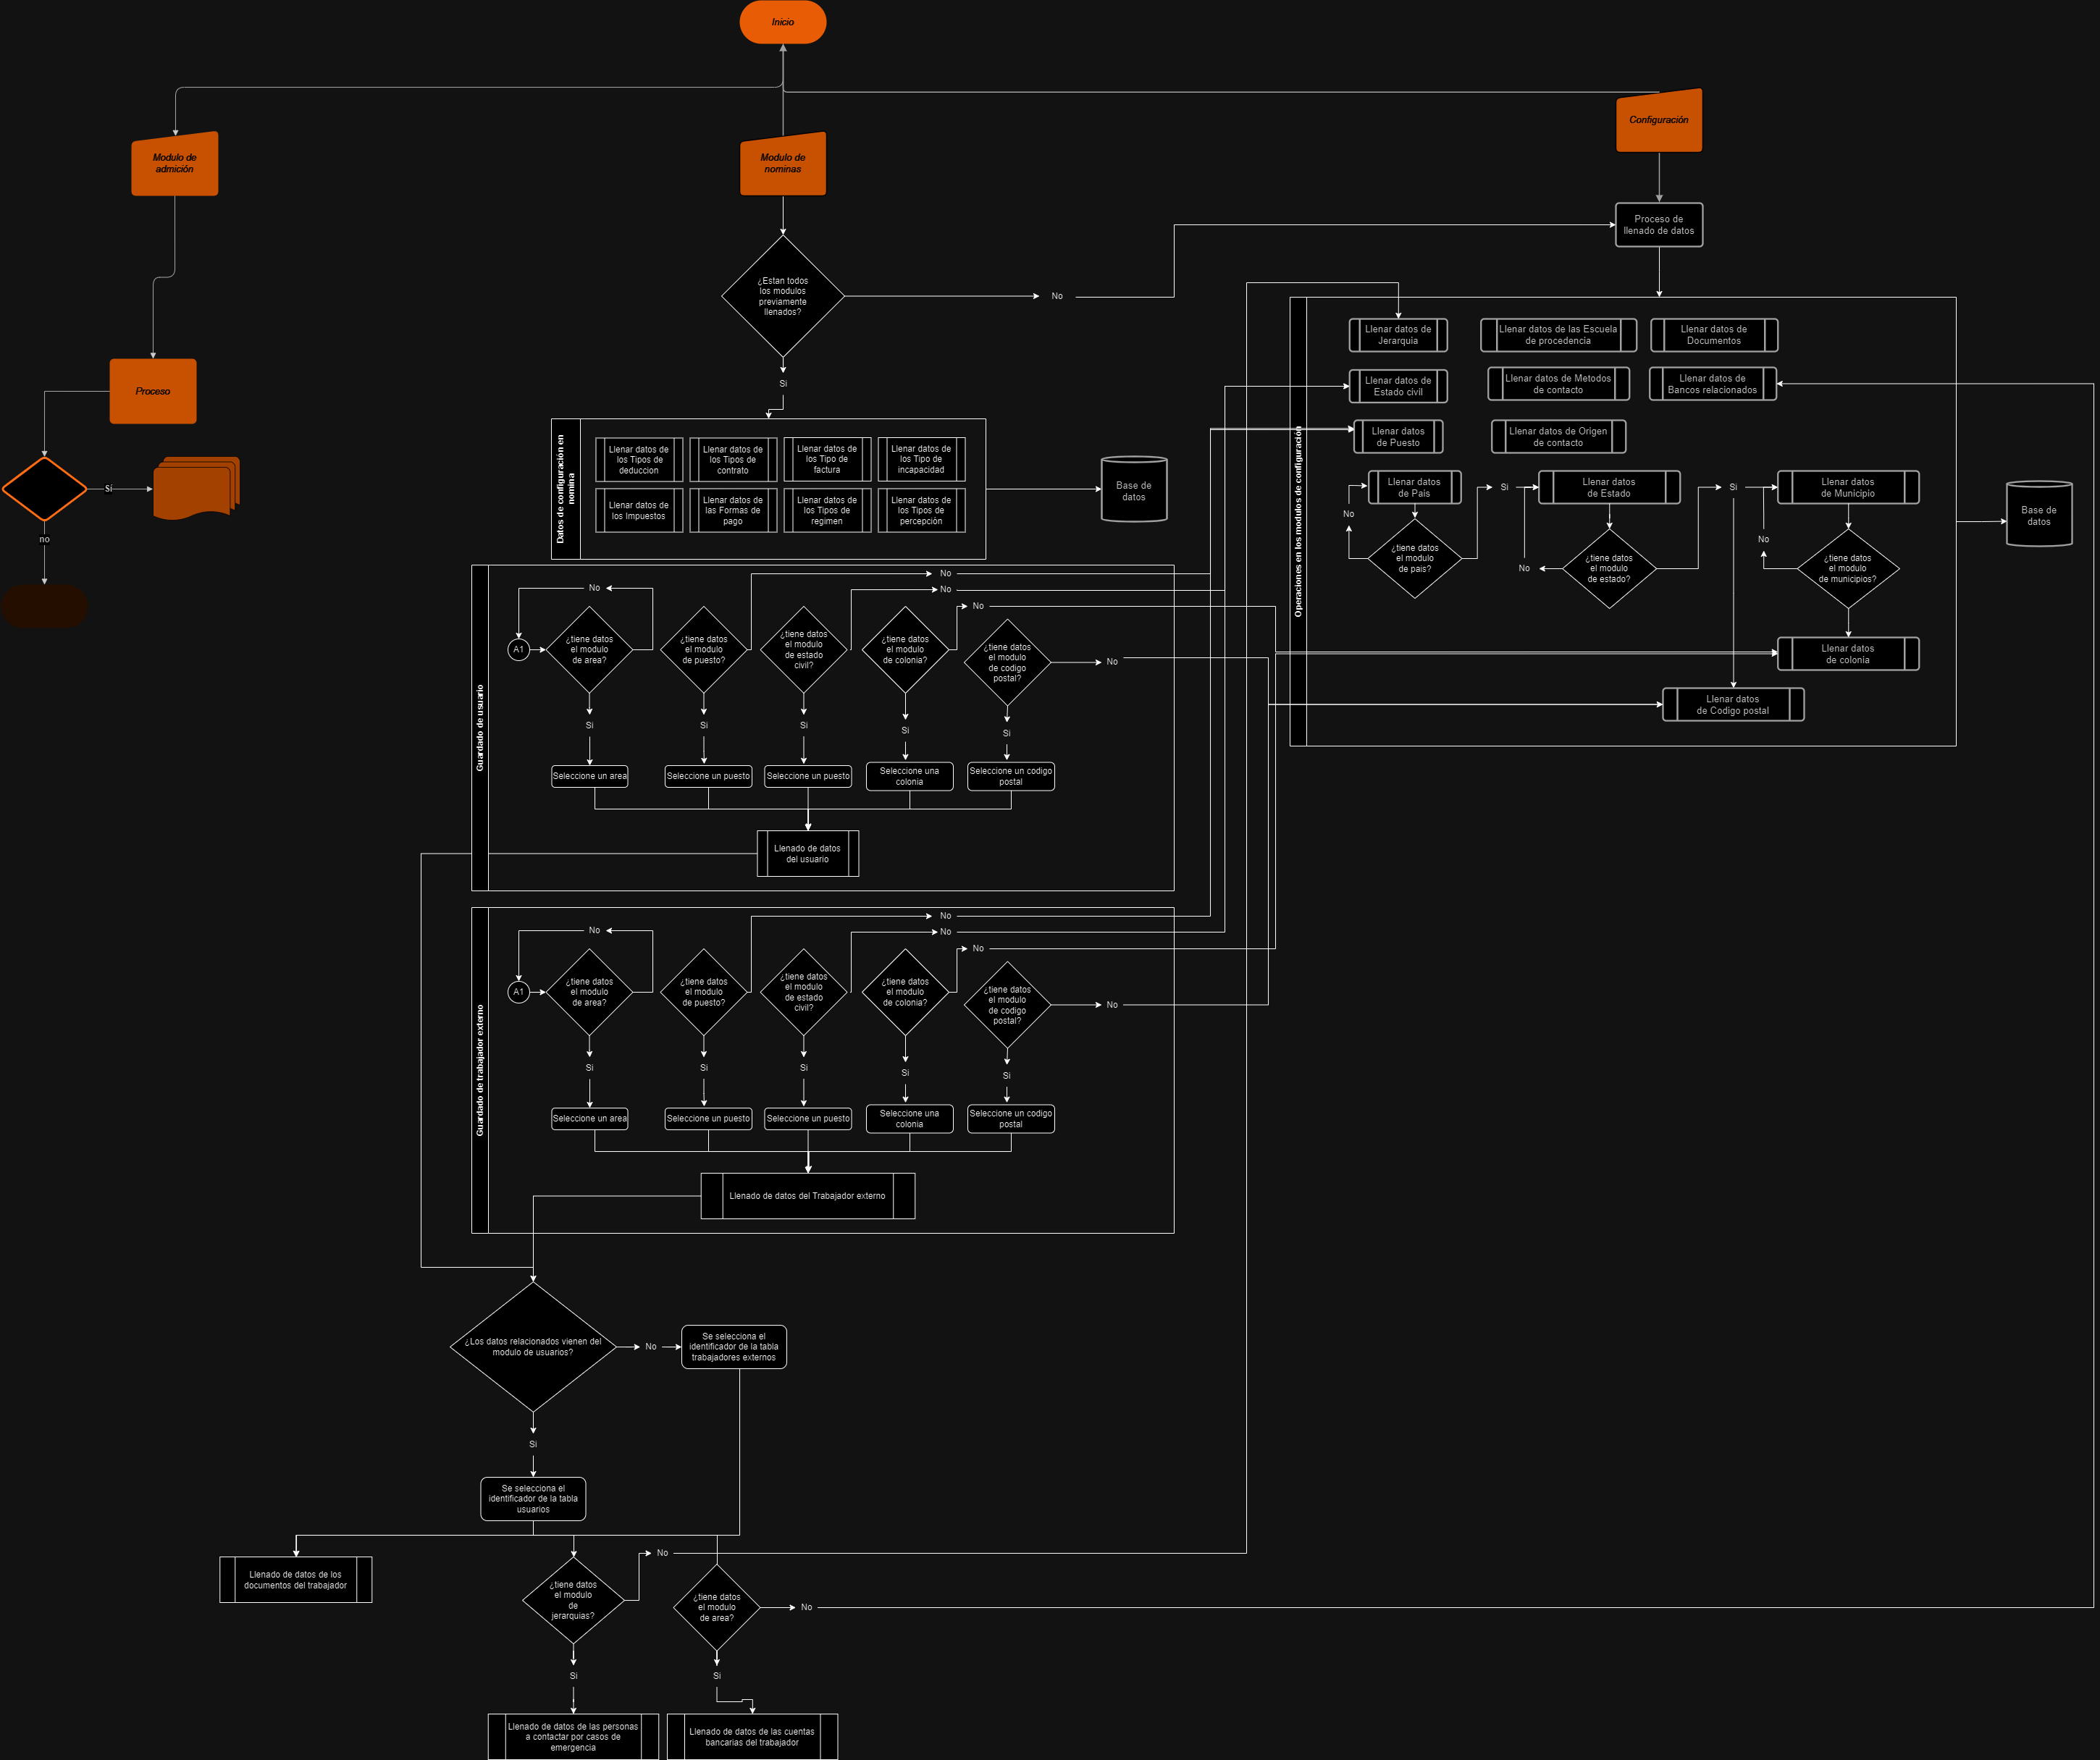 Inicio
Modulo de
admición
Modulo de
nominas
Configuración
Proceso de
llenado de datos
¿Estan todos
los modulos
previamente
llenados?
No
Si
Proceso
Sí
no
Datos de configuración en
nomina
Llenar datos de
los Tipos de
deduccion
Llenar datos de
los Tipos de
contrato
Llenar datos de
los Tipo de
factura
Llenar datos de
los Tipo de
incapacidad
Llenar datos de
los Impuestos
Llenar datos de
las Formas de
pago
Llenar datos de
los Tipos de
regimen
Llenar datos de
los Tipos de
percepción
Base de
datos
Operaciones en los modulos de configuración
Llenar datos de
Jerarquia
Llenar datos de las Escuela
de procedencia
Llenar datos de
Documentos
Llenar datos de
Estado civil
Llenar datos de Metodos
de contacto
Llenar datos de
Bancos relacionados
Llenar datos
de Puesto
Llenar datos de Origen
de contacto
Llenar datos
de Pais
Si
Llenar datos
de Estado
Si
Llenar datos
de Municipio
No
¿tiene datos
el modulo
de pais?
No
¿tiene datos
el modulo
de estado?
No
¿tiene datos
el modulo
de municipios?
Llenar datos
de colonia
Llenar datos
de Codigo postal
Base de
datos
Guardado de usuario
No
No
No
No
A1
¿tiene datos
el modulo
de area?
¿tiene datos
el modulo
de puesto?
¿tiene datos
el modulo
de estado
civil?
¿tiene datos
el modulo
de colonia?
¿tiene datos
el modulo
de codigo
postal?
No
Si
Si
Si
Si
Si
Seleccione un area
Seleccione un puesto
Seleccione un puesto
Seleccione una
colonia
Seleccione un codigo
postal
Llenado de datos
del usuario
Guardado de trabajador externo
No
No
No
No
A1
¿tiene datos
el modulo
de area?
¿tiene datos
el modulo
de puesto?
¿tiene datos
el modulo
de estado
civil?
¿tiene datos
el modulo
de colonia?
¿tiene datos
el modulo
de codigo
postal?
No
Si
Si
Si
Si
Si
Seleccione un area
Seleccione un puesto
Seleccione un puesto
Seleccione una
colonia
Seleccione un codigo
postal
Llenado de datos del Trabajador externo
¿Los datos relacionados vienen del
modulo de usuarios?
No
Se selecciona el
identificador de la tabla
trabajadores externos
Si
Se selecciona el
identificador de la tabla
usuarios
Llenado de datos de los
documentos del trabajador
¿tiene datos
el modulo
de
jerarquias?
No
¿tiene datos
el modulo
de area?
No
Si
Si
Llenado de datos de las personas
a contactar por casos de
emergencia
Llenado de datos de las cuentas
bancarias del trabajador